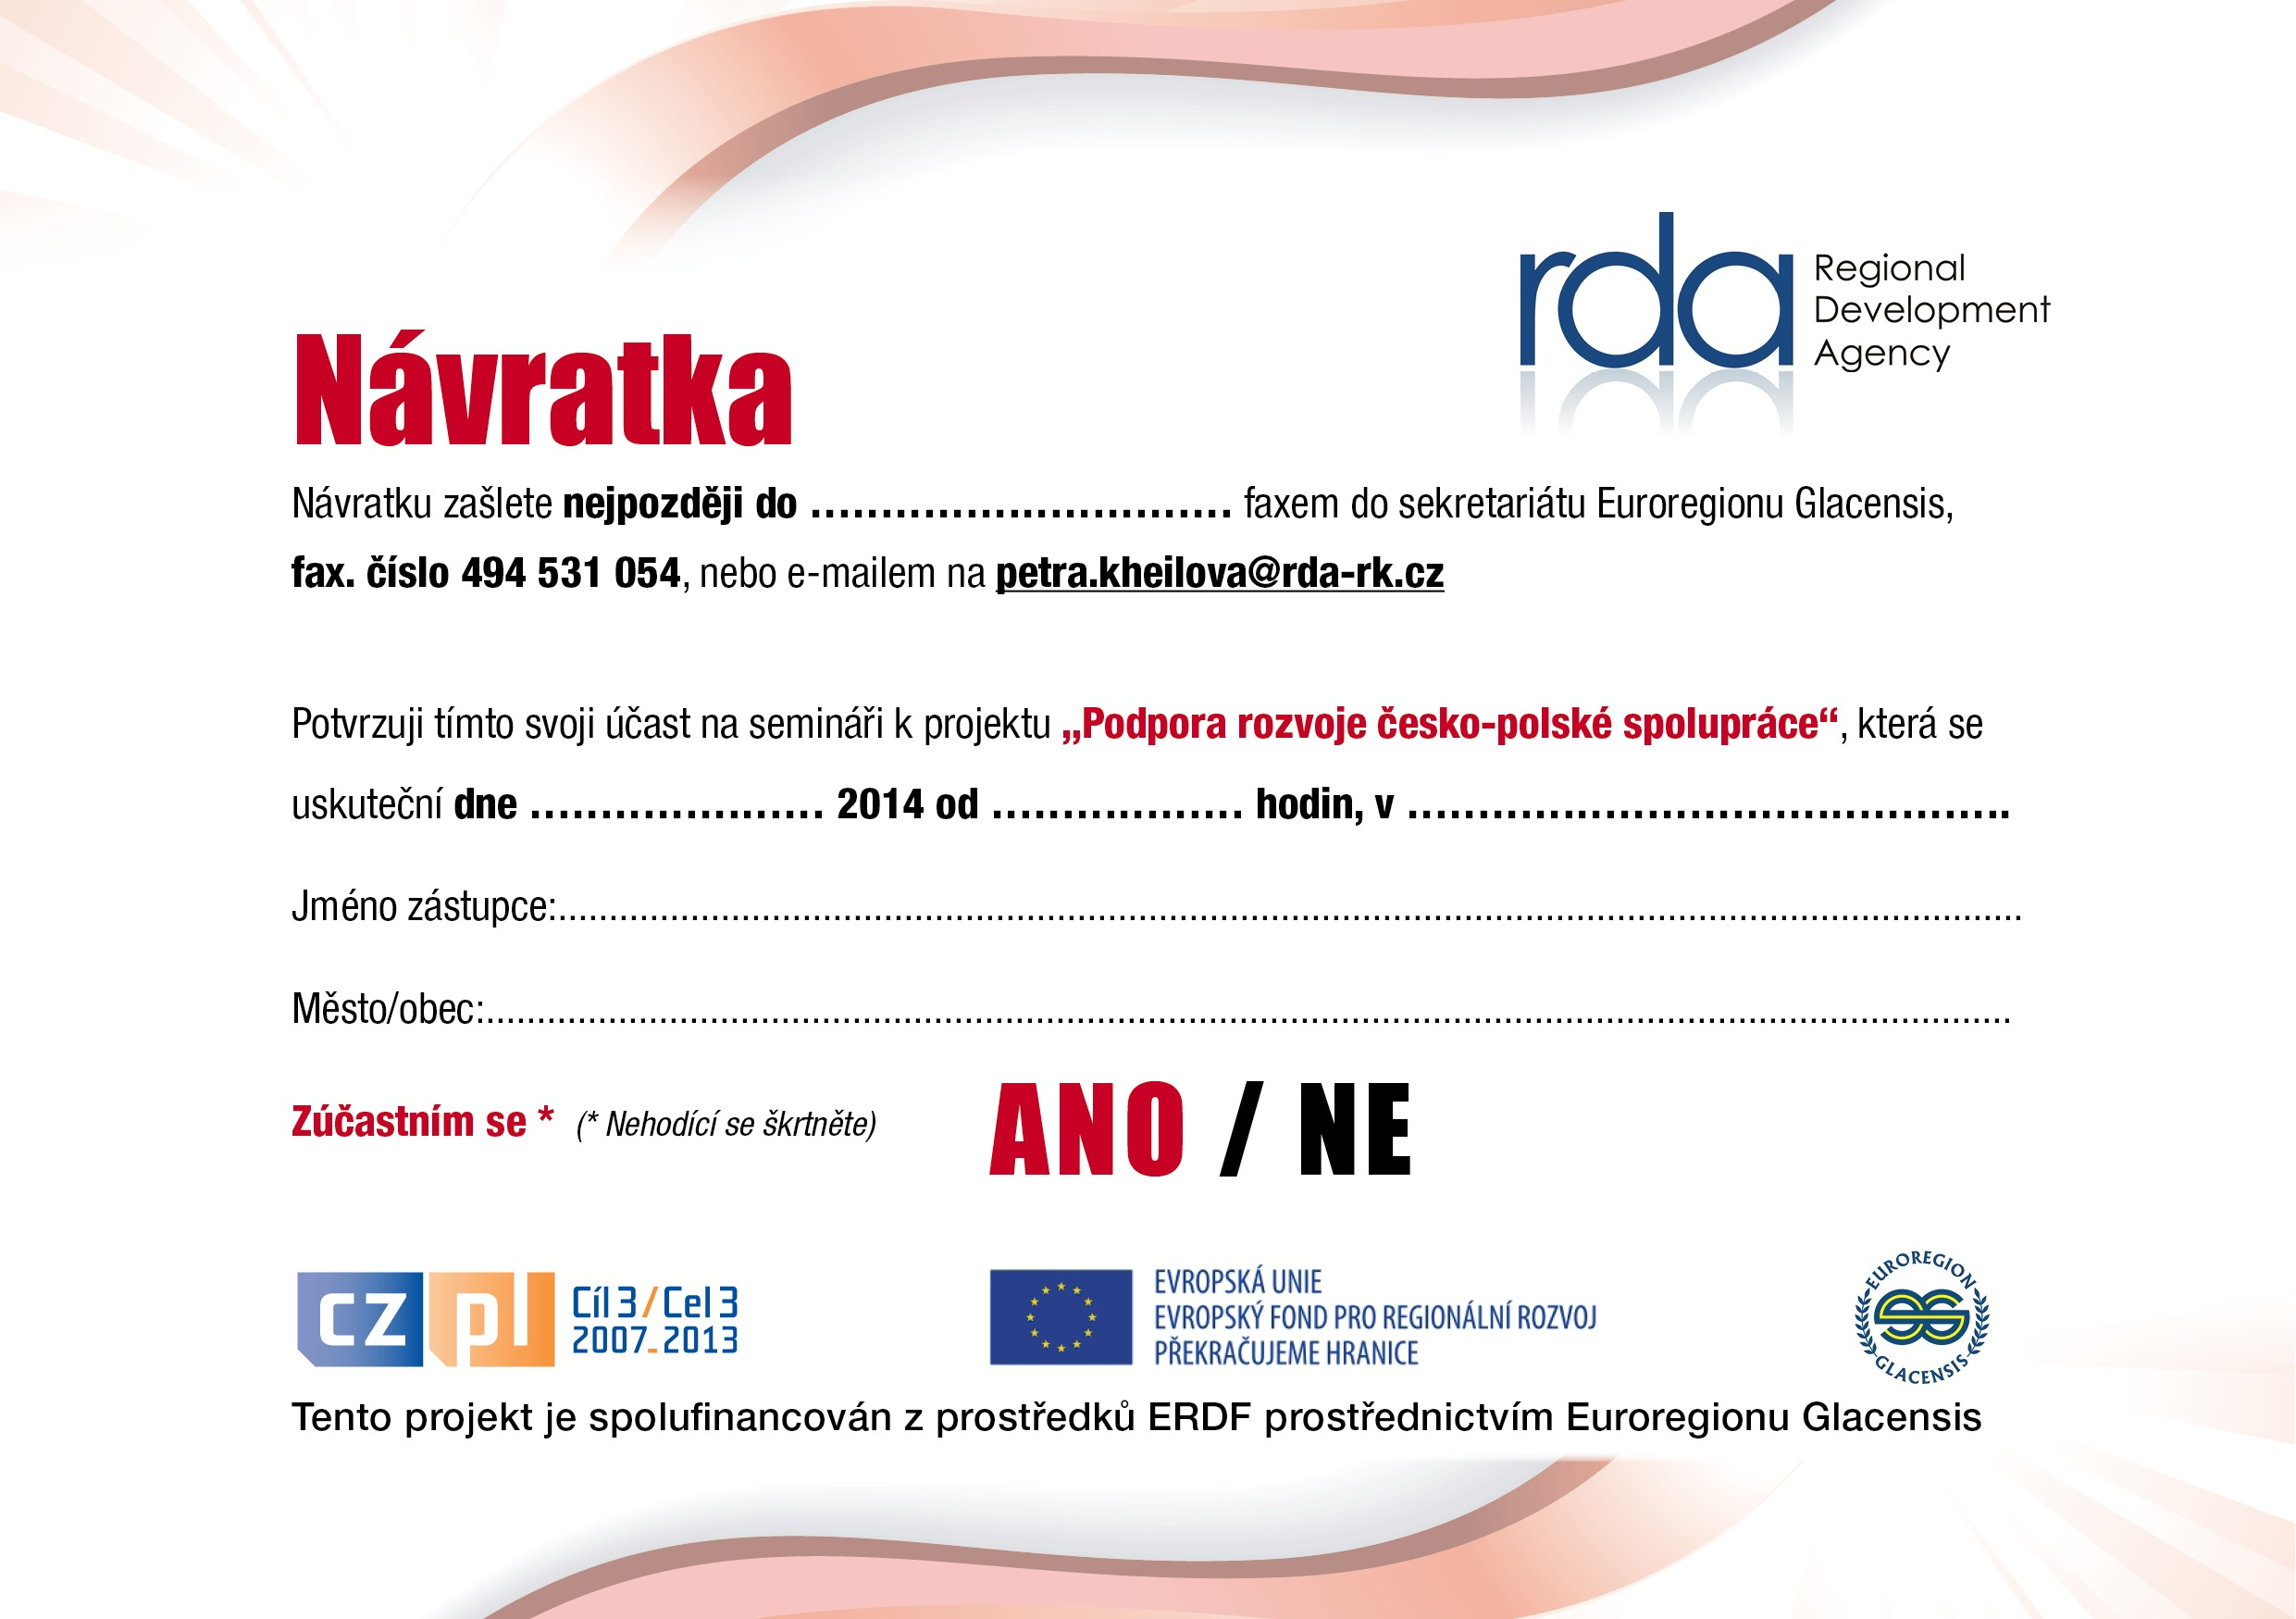 rda Regional
Development
Agency
Návratka
Návratku zašlete nejpozději do .............................. faxem do sekretariátu Euroregionu Glacensis,
fax. číslo 494 531 054, nebo e-mailem na petra.kheilova@rda-rk.cz
Potvrzuji tímto svoji účast na semináři k projektu „Podpora rozvoje česko-polské spolupráce“, která se
uskuteční dne ..................... 2014 od .................. hodin, v ...........................................
Jméno zástupce:................................................................................................................................................
Město/obec:.......................................................................................................................................................
Zúčastním se * (* Nehodící se škrtněte) ANO / NE
cz pl Cíl 3 / Cel 3
2007_2013
EVROPSKÁ UNIE
EVROPSKÝ FOND PRO REGIONÁLNÍ ROZVOJ
PŘEKRAČUJEME HRANICE
EUROREGION
GLACENSIS
Tento projekt je spolufinancován z prostředků ERDF prostřednictvím Euroregionu Glacensis